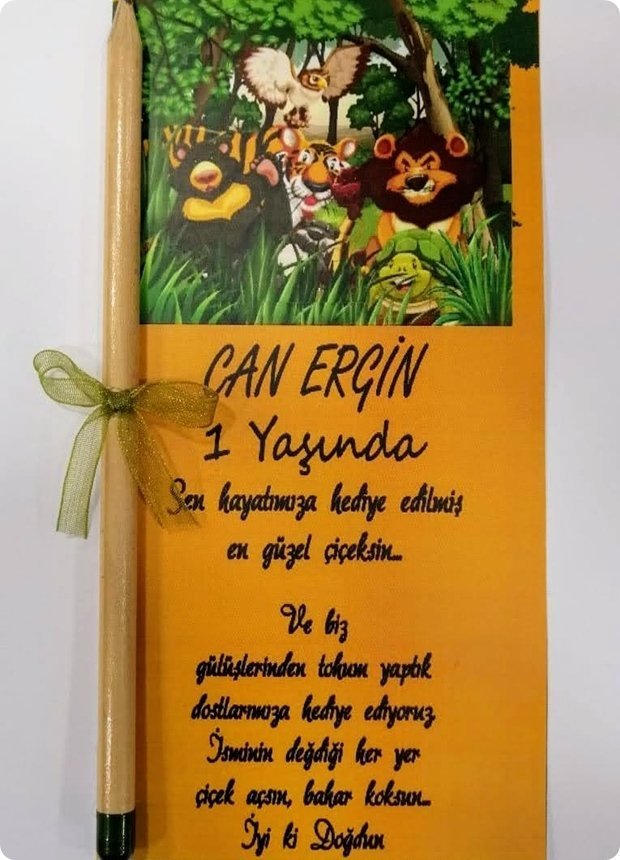 CAN ERGİN
1 Yaşında
Sen hayatımıza hediye edilmiş
en güzel çiçeksin...
Ve biz
gülüşlerinden tohum yaptık
dostlarımıza hediye ediyoruz
İsminin değdiği her yer
çiçek açsın, bahar koksun...
İyi ki Doğdun